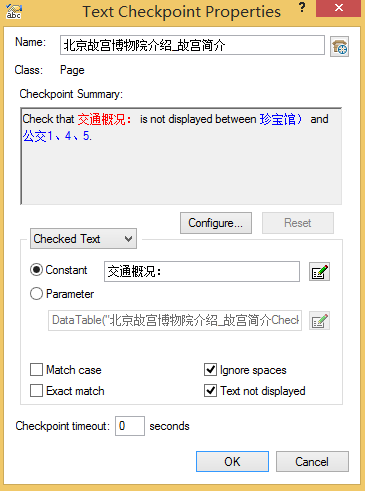 Text Checkpoint Properties
Name: 北京故宫博物院介绍_故宫简介
Class: Page
Checkpoint Summary:
Check that 交通概况： is not displayed between 珍宝馆） and
公交1、4、5.
Configure... Reset
Checked Text
Constant 交通概况：
Parameter
DataTable("北京故宫博物院介绍_故宫简介Check
Match case Ignore spaces
Exact match Text not displayed
Checkpoint timeout: 0 seconds
OK Cancel